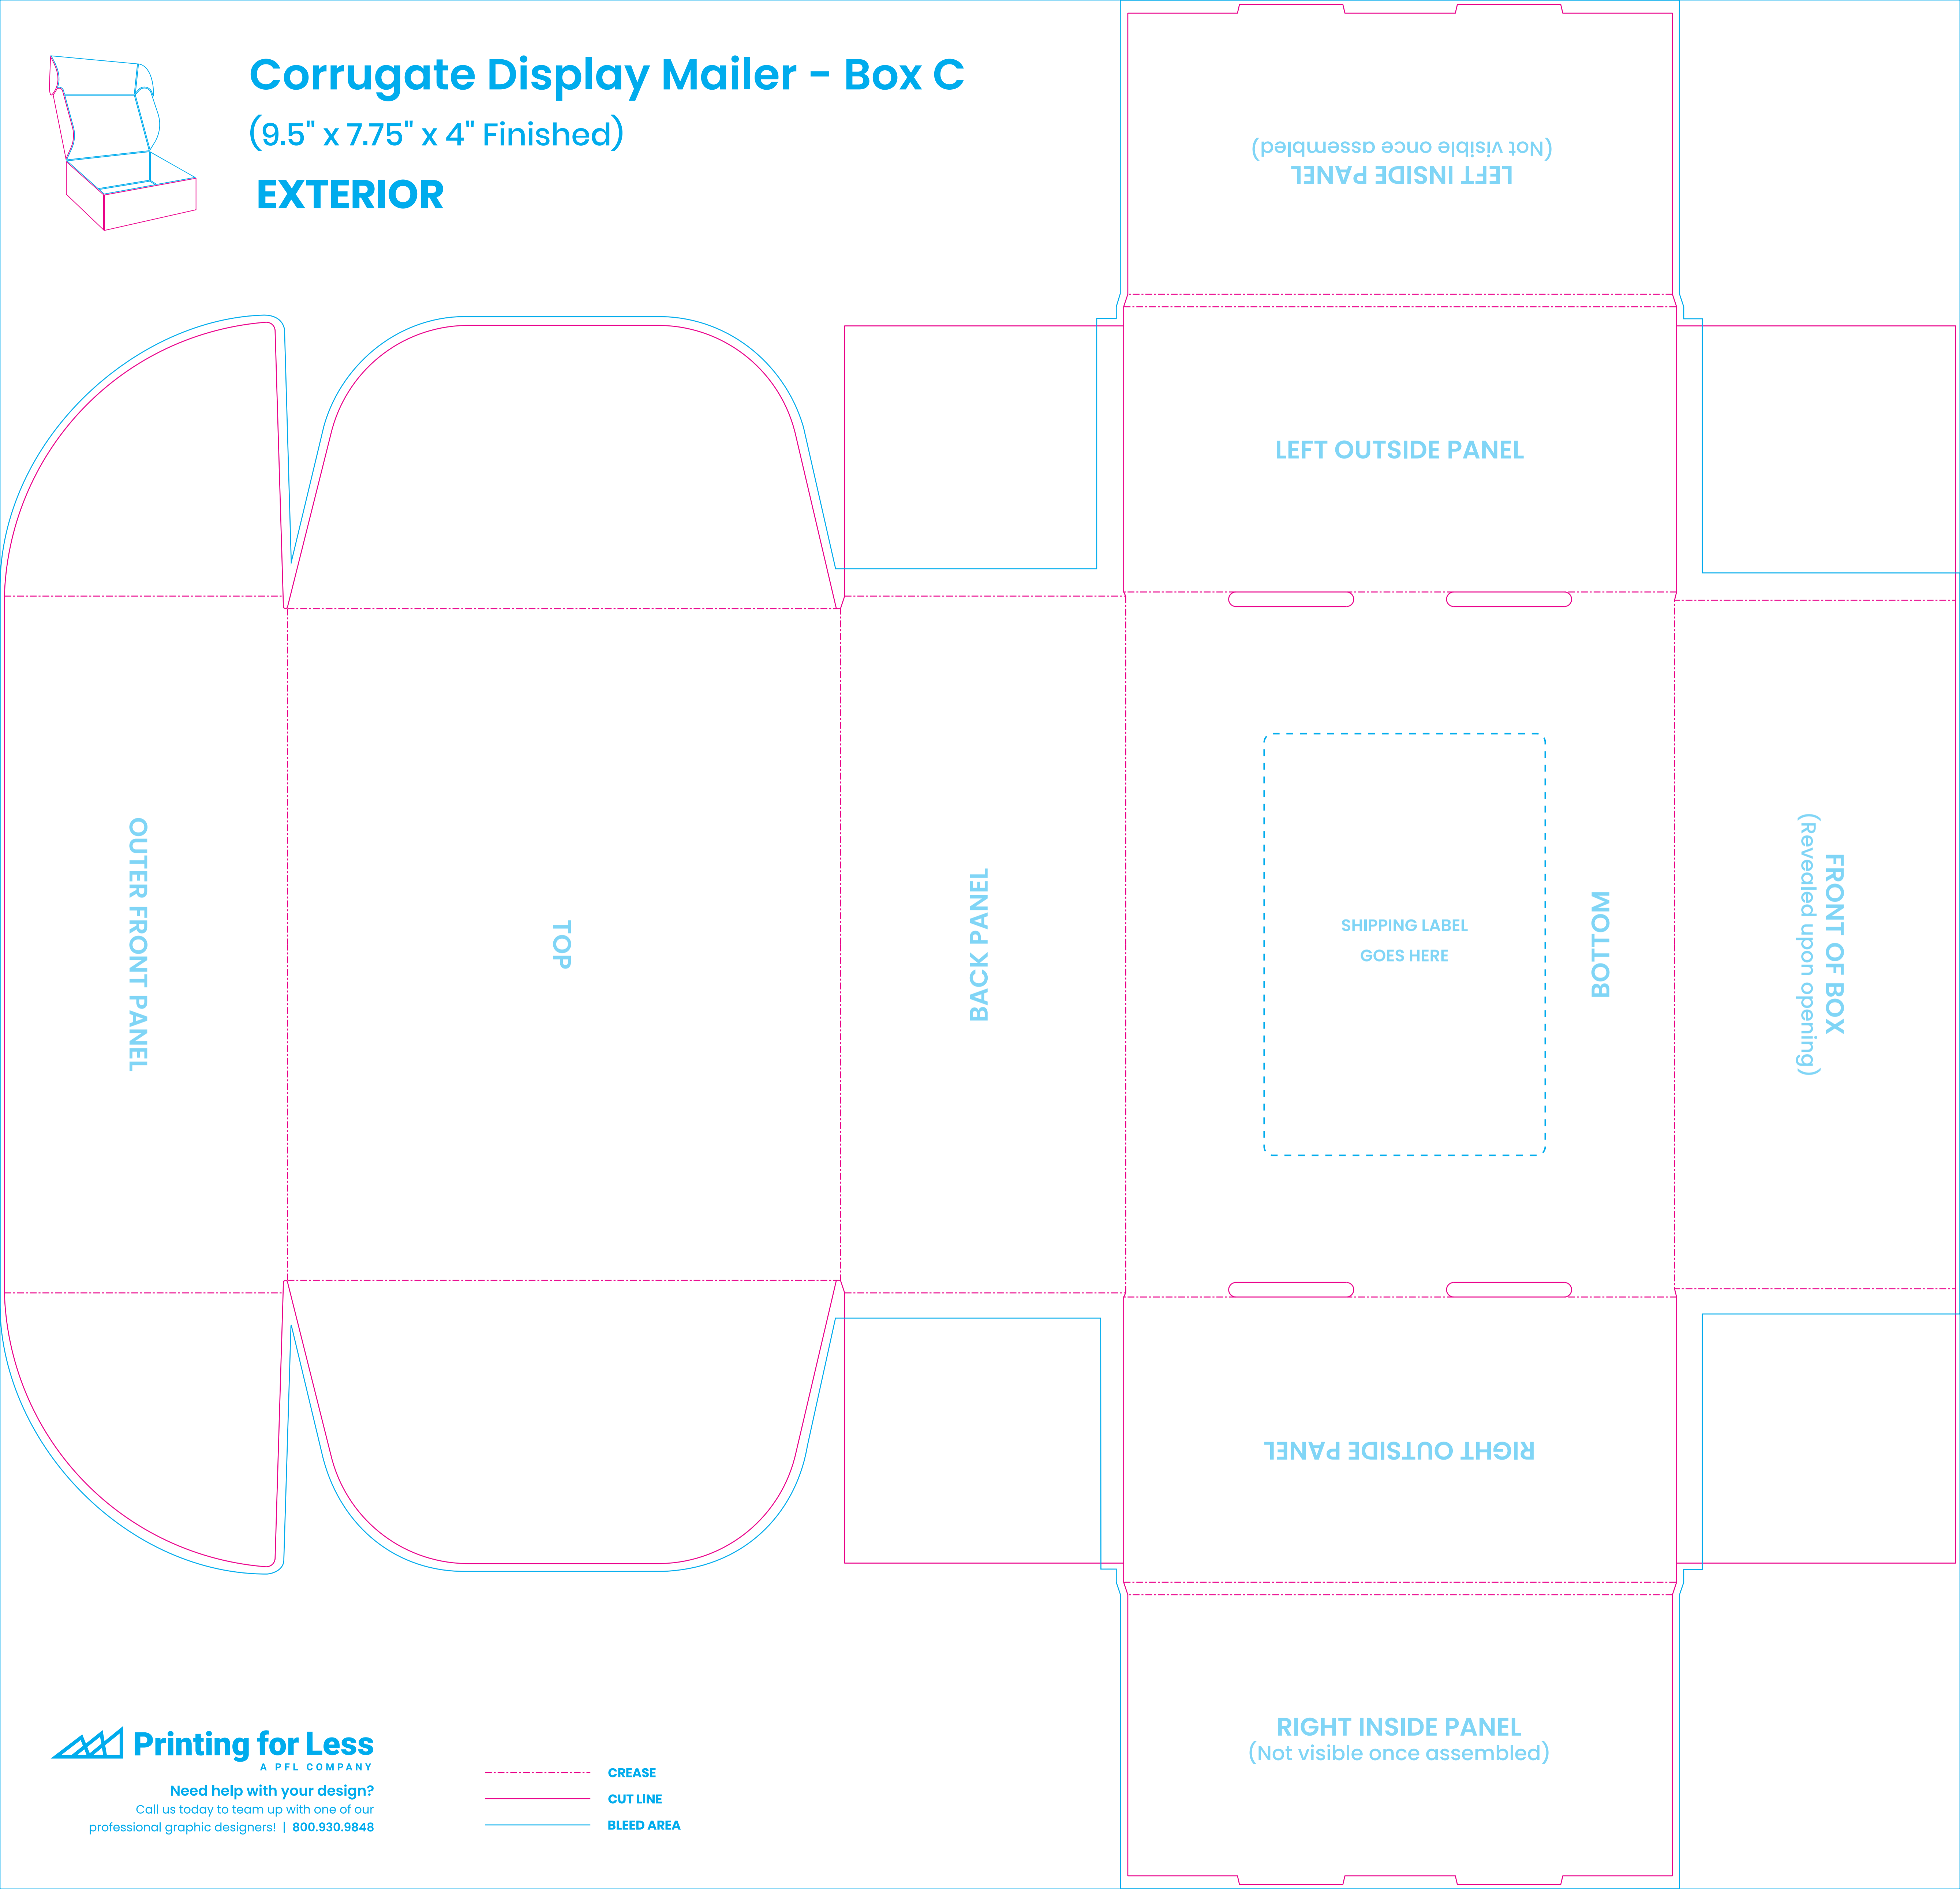 Corrugate Display Mailer - Box C
(9.5" x 7.75" x 4" Finished)
EXTERIOR
LEFT INSIDE PANEL
(Not visible once assembled)
LEFT OUTSIDE PANEL
OUTER FRONT PANEL
TOP
BACK PANEL
SHIPPING LABEL
GOES HERE
BOTTOM
FRONT OF BOX
(Revealed upon opening)
RIGHT OUTSIDE PANEL
RIGHT INSIDE PANEL
(Not visible once assembled)
Printing for Less
A PFL COMPANY
Need help with your design?
Call us today to team up with one of our
professional graphic designers! | 800.930.9848
CREASE
CUT LINE
BLEED AREA